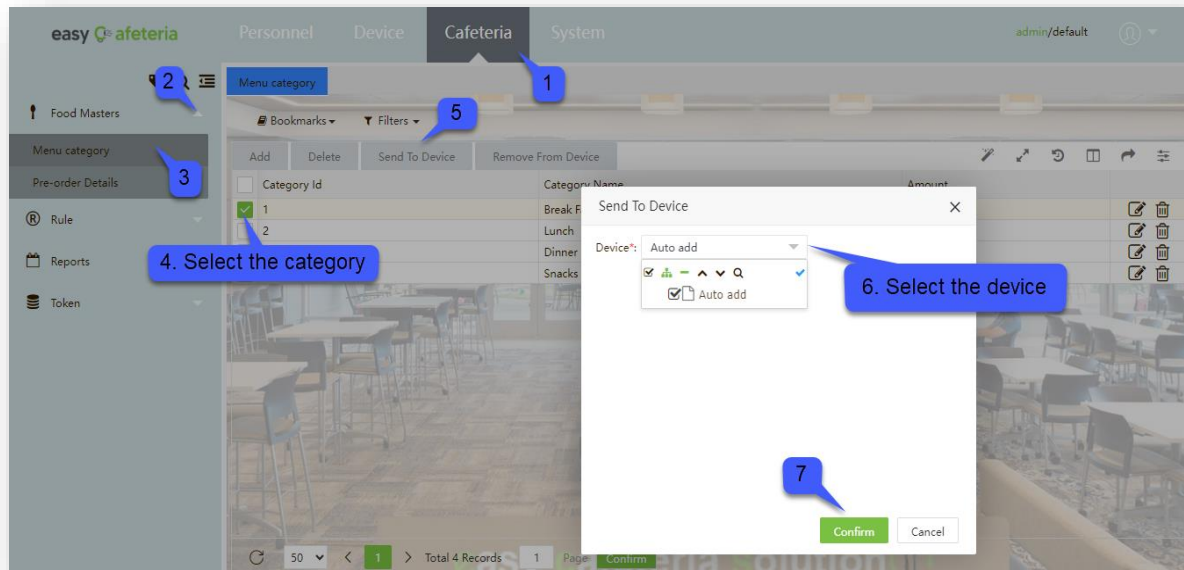 easy Cafeteria
Personnel Device Cafeteria System
admin/default
1
2
Menu category
Food Masters
5
Bookmarks Filters
Menu category
3
Pre-order Details
Add Delete Send To Device Remove From Device
Category Id Category Name Amount
1 Break F
2 Lunch
Dinner
Snacks
Rule
4. Select the category
Reports
Token
Send To Device
Device*: Auto add
Auto add
6. Select the device
7
Confirm Cancel
50 1 Total 4 Records 1 Page Confirm